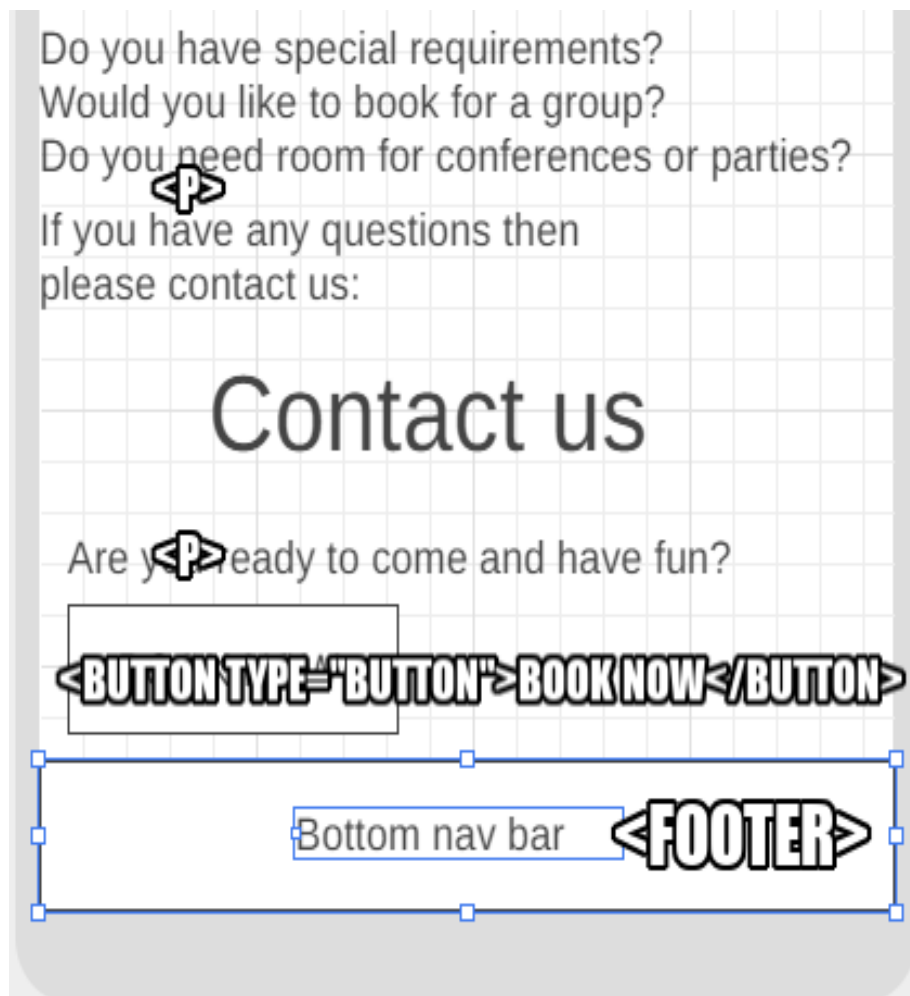 Do you have special requirements?
Would you like to book for a group?
Do you need room for conferences or parties?
<P>
If you have any questions then
please contact us:
Contact us
Are you ready to come and have fun?
<P>
<BUTTON TYPE="BUTTON">BOOK NOW</BUTTON>
Bottom nav bar
<FOOTER>